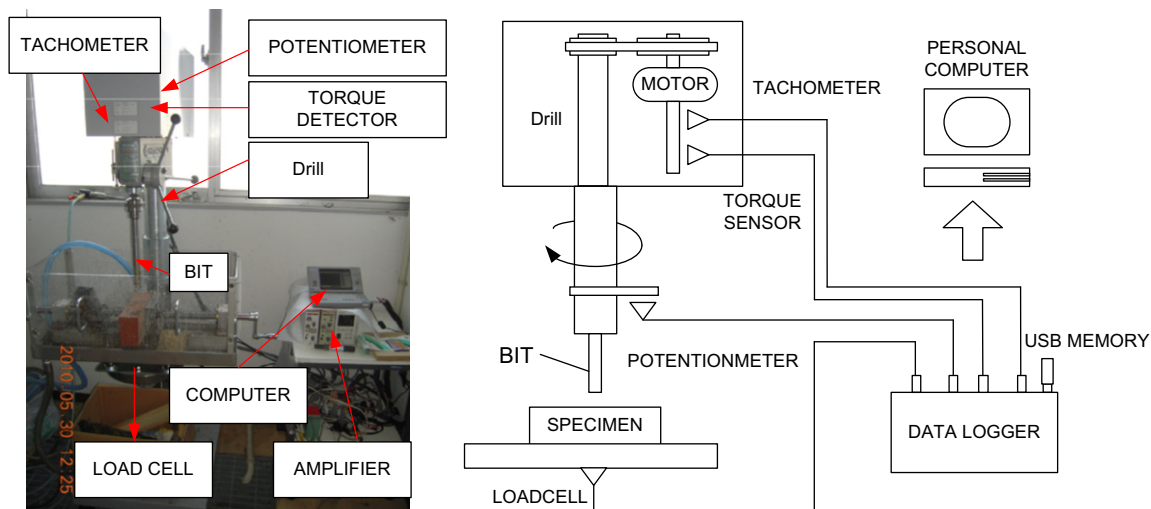 TACHOMETER
POTENTIOMETER
TORQUE
DETECTOR
Drill
BIT
COMPUTER
LOAD CELL
AMPLIFIER
2010.05.30 12:25
MOTOR
Drill
TACHOMETER
TORQUE
SENSOR
PERSONAL
COMPUTER
BIT
POTENTIONMETER
USB MEMORY
SPECIMEN
DATA LOGGER
LOADCELL